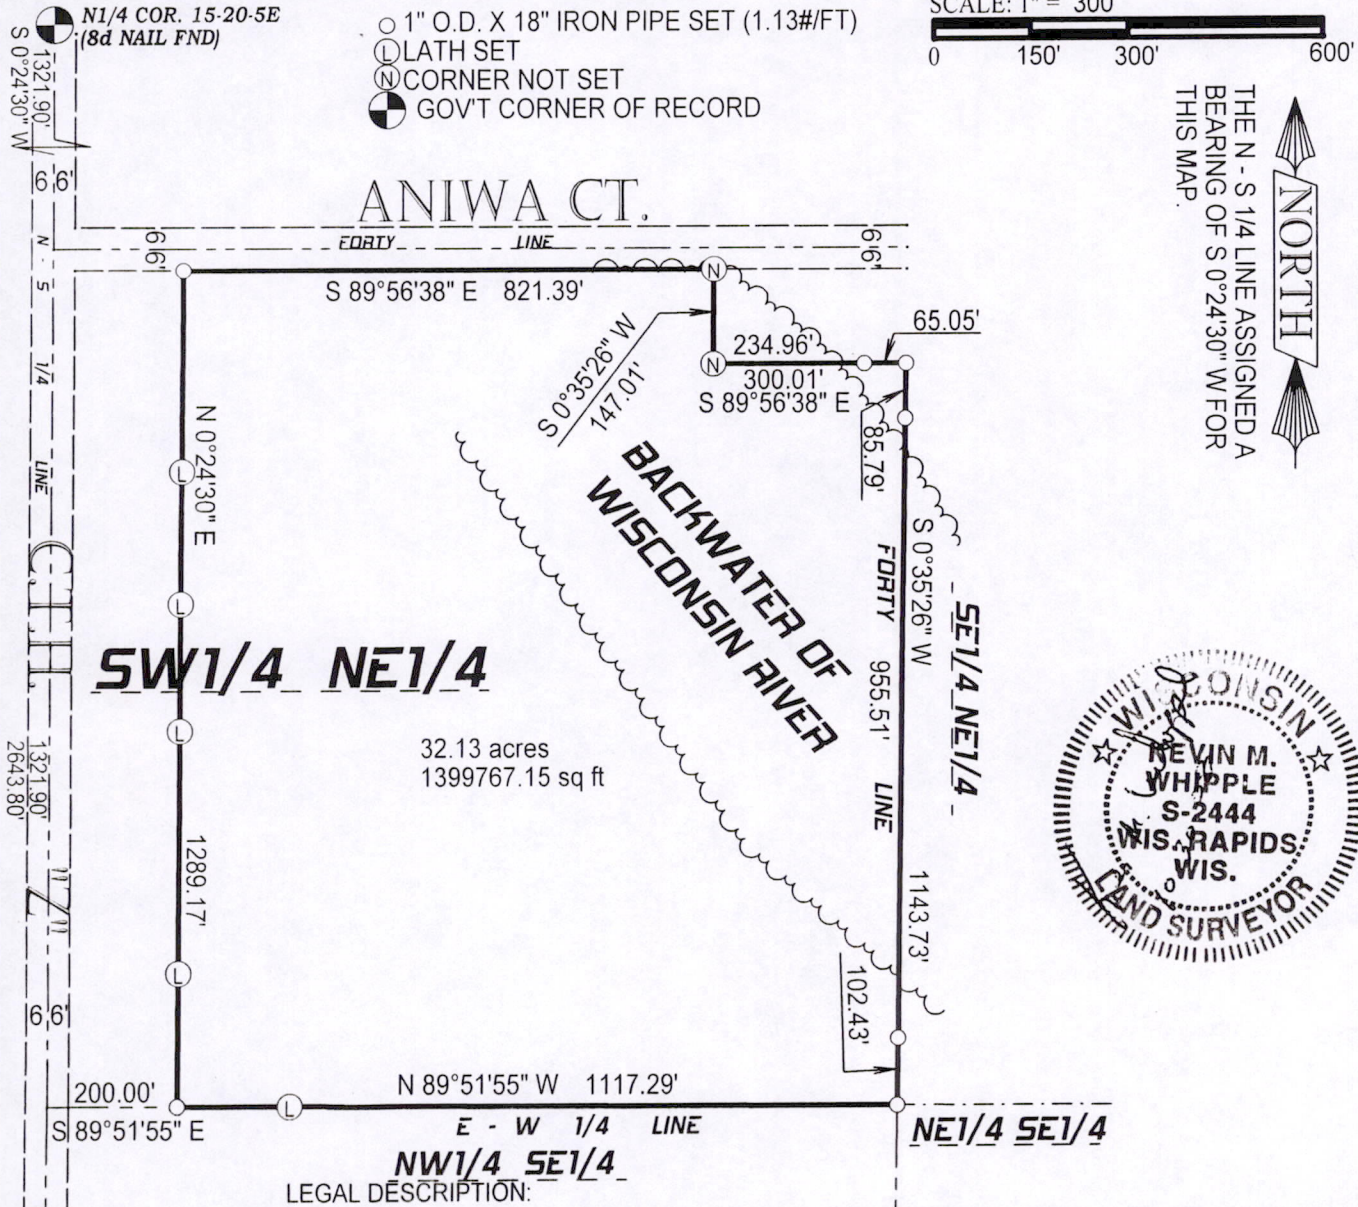 N1/4 COR. 15-20-5E
(8d NAIL FND)
1" O.D. X 18" IRON PIPE SET (1.13#/FT)
L LATH SET
N CORNER NOT SET
GOV'T CORNER OF RECORD
SCALE: 1" = 300'
0 150' 300' 600'
THE N - S 1/4 LINE ASSIGNED A
BEARING OF S 0°24'30" W FOR
THIS MAP.
NORTH
1321.90'
S 0°24'30" W
6 6'
N - S 1/4 LINE
ANIWA CT.
FORTY LINE
6 6'
6 6'
N
S 89°56'38" E 821.39'
S 0°35'26" W
147.01'
234.96'
65.05'
N
300.01'
S 89°56'38" E
85.79'
N 0°24'30" E
L
BACKWATER OF
WISCONSIN RIVER
S 0°35'26" W
FORTY 955.51' LINE
SE1/4 NE1/4
C.T.H. "Z"
L
SW1/4 NE1/4
L
32.13 acres
1399767.15 sq ft
1321.90'
2643.80'
1289.17'
1143.73'
WISCONSIN
NEVIN M.
WHIPPLE
S-2444
WIS. RAPIDS
WIS.
LAND SURVEYOR
L
102.43'
6 6'
200.00'
S 89°51'55" E
L
N 89°51'55" W 1117.29'
E - W 1/4 LINE
NE1/4 SE1/4
NW1/4 SE1/4
LEGAL DESCRIPTION: